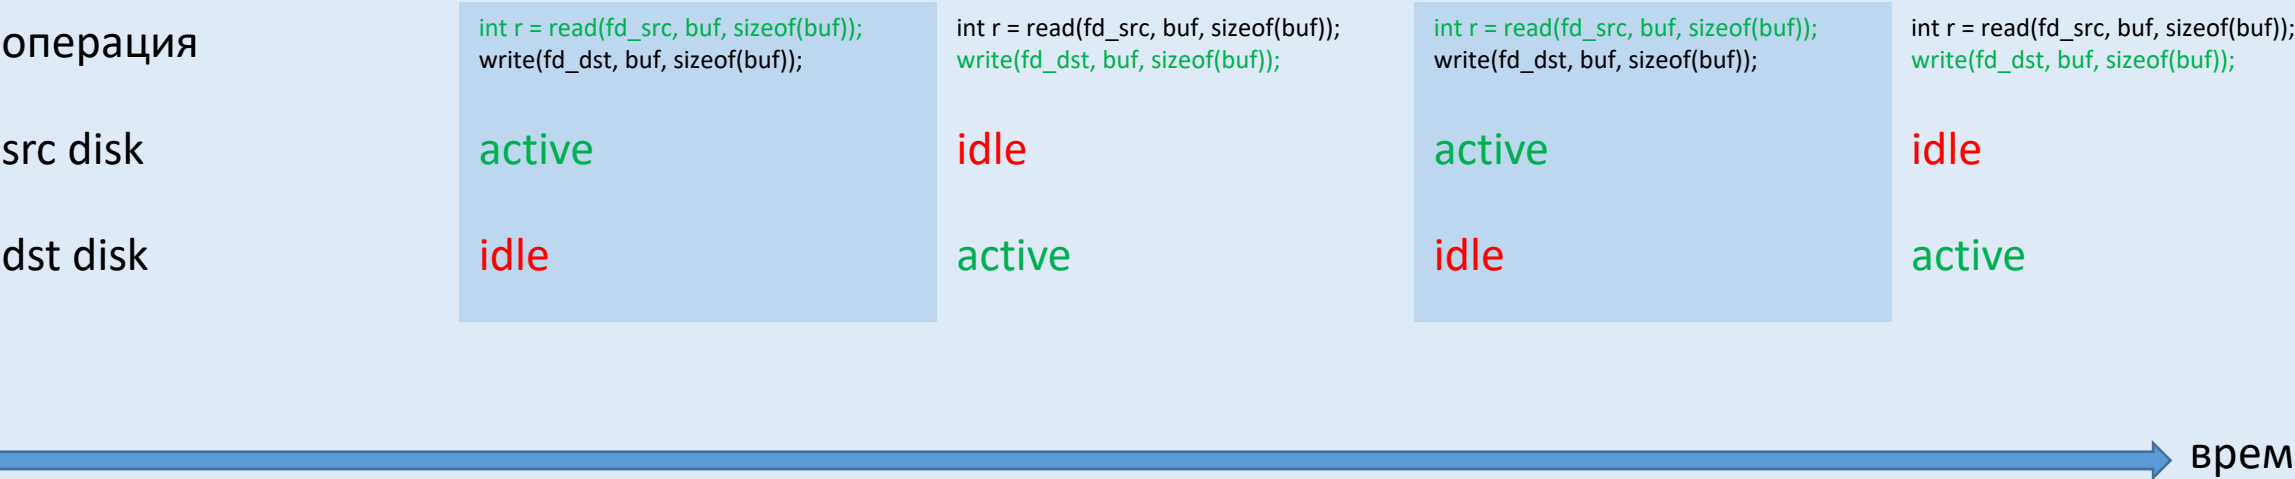 операция
int r = read(fd_src, buf, sizeof(buf));
write(fd_dst, buf, sizeof(buf));
int r = read(fd_src, buf, sizeof(buf));
write(fd_dst, buf, sizeof(buf));
int r = read(fd_src, buf, sizeof(buf));
write(fd_dst, buf, sizeof(buf));
int r = read(fd_src, buf, sizeof(buf));
write(fd_dst, buf, sizeof(buf));
src disk
active
idle
active
idle
dst disk
idle
active
idle
active
врем